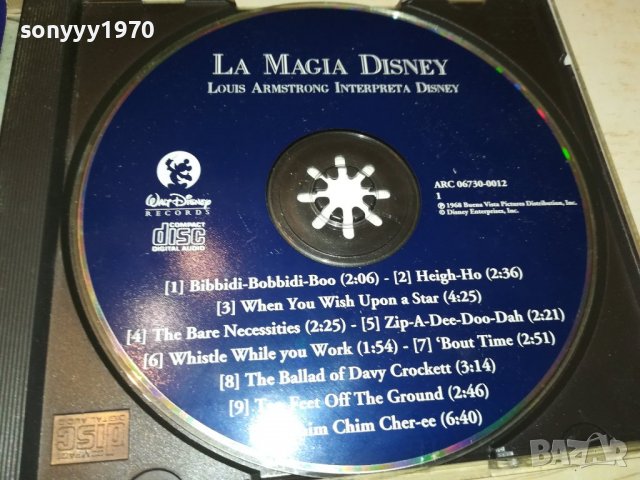 sonyyy1970
LA MAGIA DISNEY
LOUIS ARMSTRONG INTERPRETA DISNEY
WALT DISNEY
RECORDS
COMPACT
disc
DIGITAL AUDIO
ARC 06730-0012
1
℗ 1968 Buena Vista Pictures Distribution, Inc.
© Disney Enterprises, Inc.
[1] Bibbidi-Bobbidi-Boo (2:06) - [2] Heigh-Ho (2:36)
[3] When You Wish Upon a Star (4:25)
[4] The Bare Necessities (2:25) - [5] Zip-A-Dee-Doo-Dah (2:21)
[6] Whistle While you Work (1:54) - [7] 'Bout Time (2:51)
[8] The Ballad of Davy Crockett (3:14)
[9] Feet Off The Ground (2:46)
Chim Cher-ee (6:40)
DISC
BAZAR